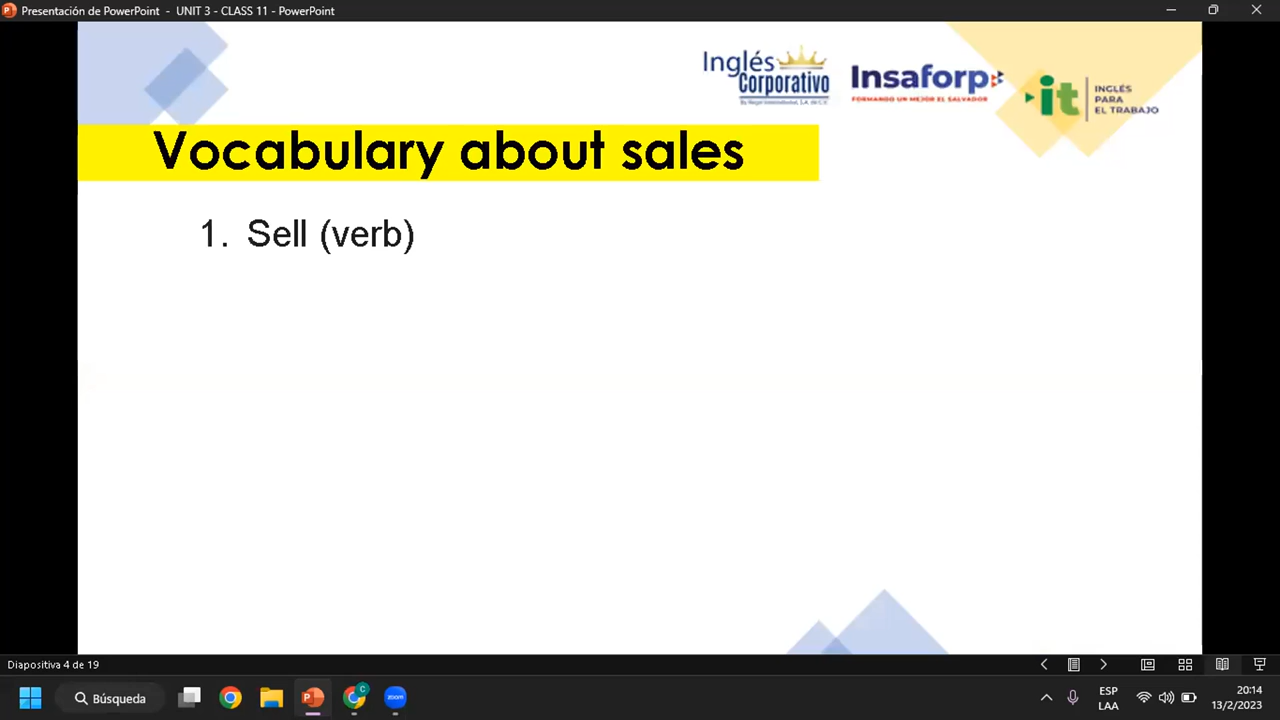 Presentación de PowerPoint - UNIT 3 - CLASS 11 - PowerPoint
Inglés
Corporativo
Insaforp
FORMANDO UN MEJOR EL SALVADOR
it
INGLÉS
PARA
EL TRABAJO
Vocabulary about sales
1. Sell (verb)
Diapositiva 4 de 19
Búsqueda
zoom
ESP
LAA
20:14
13/2/2023